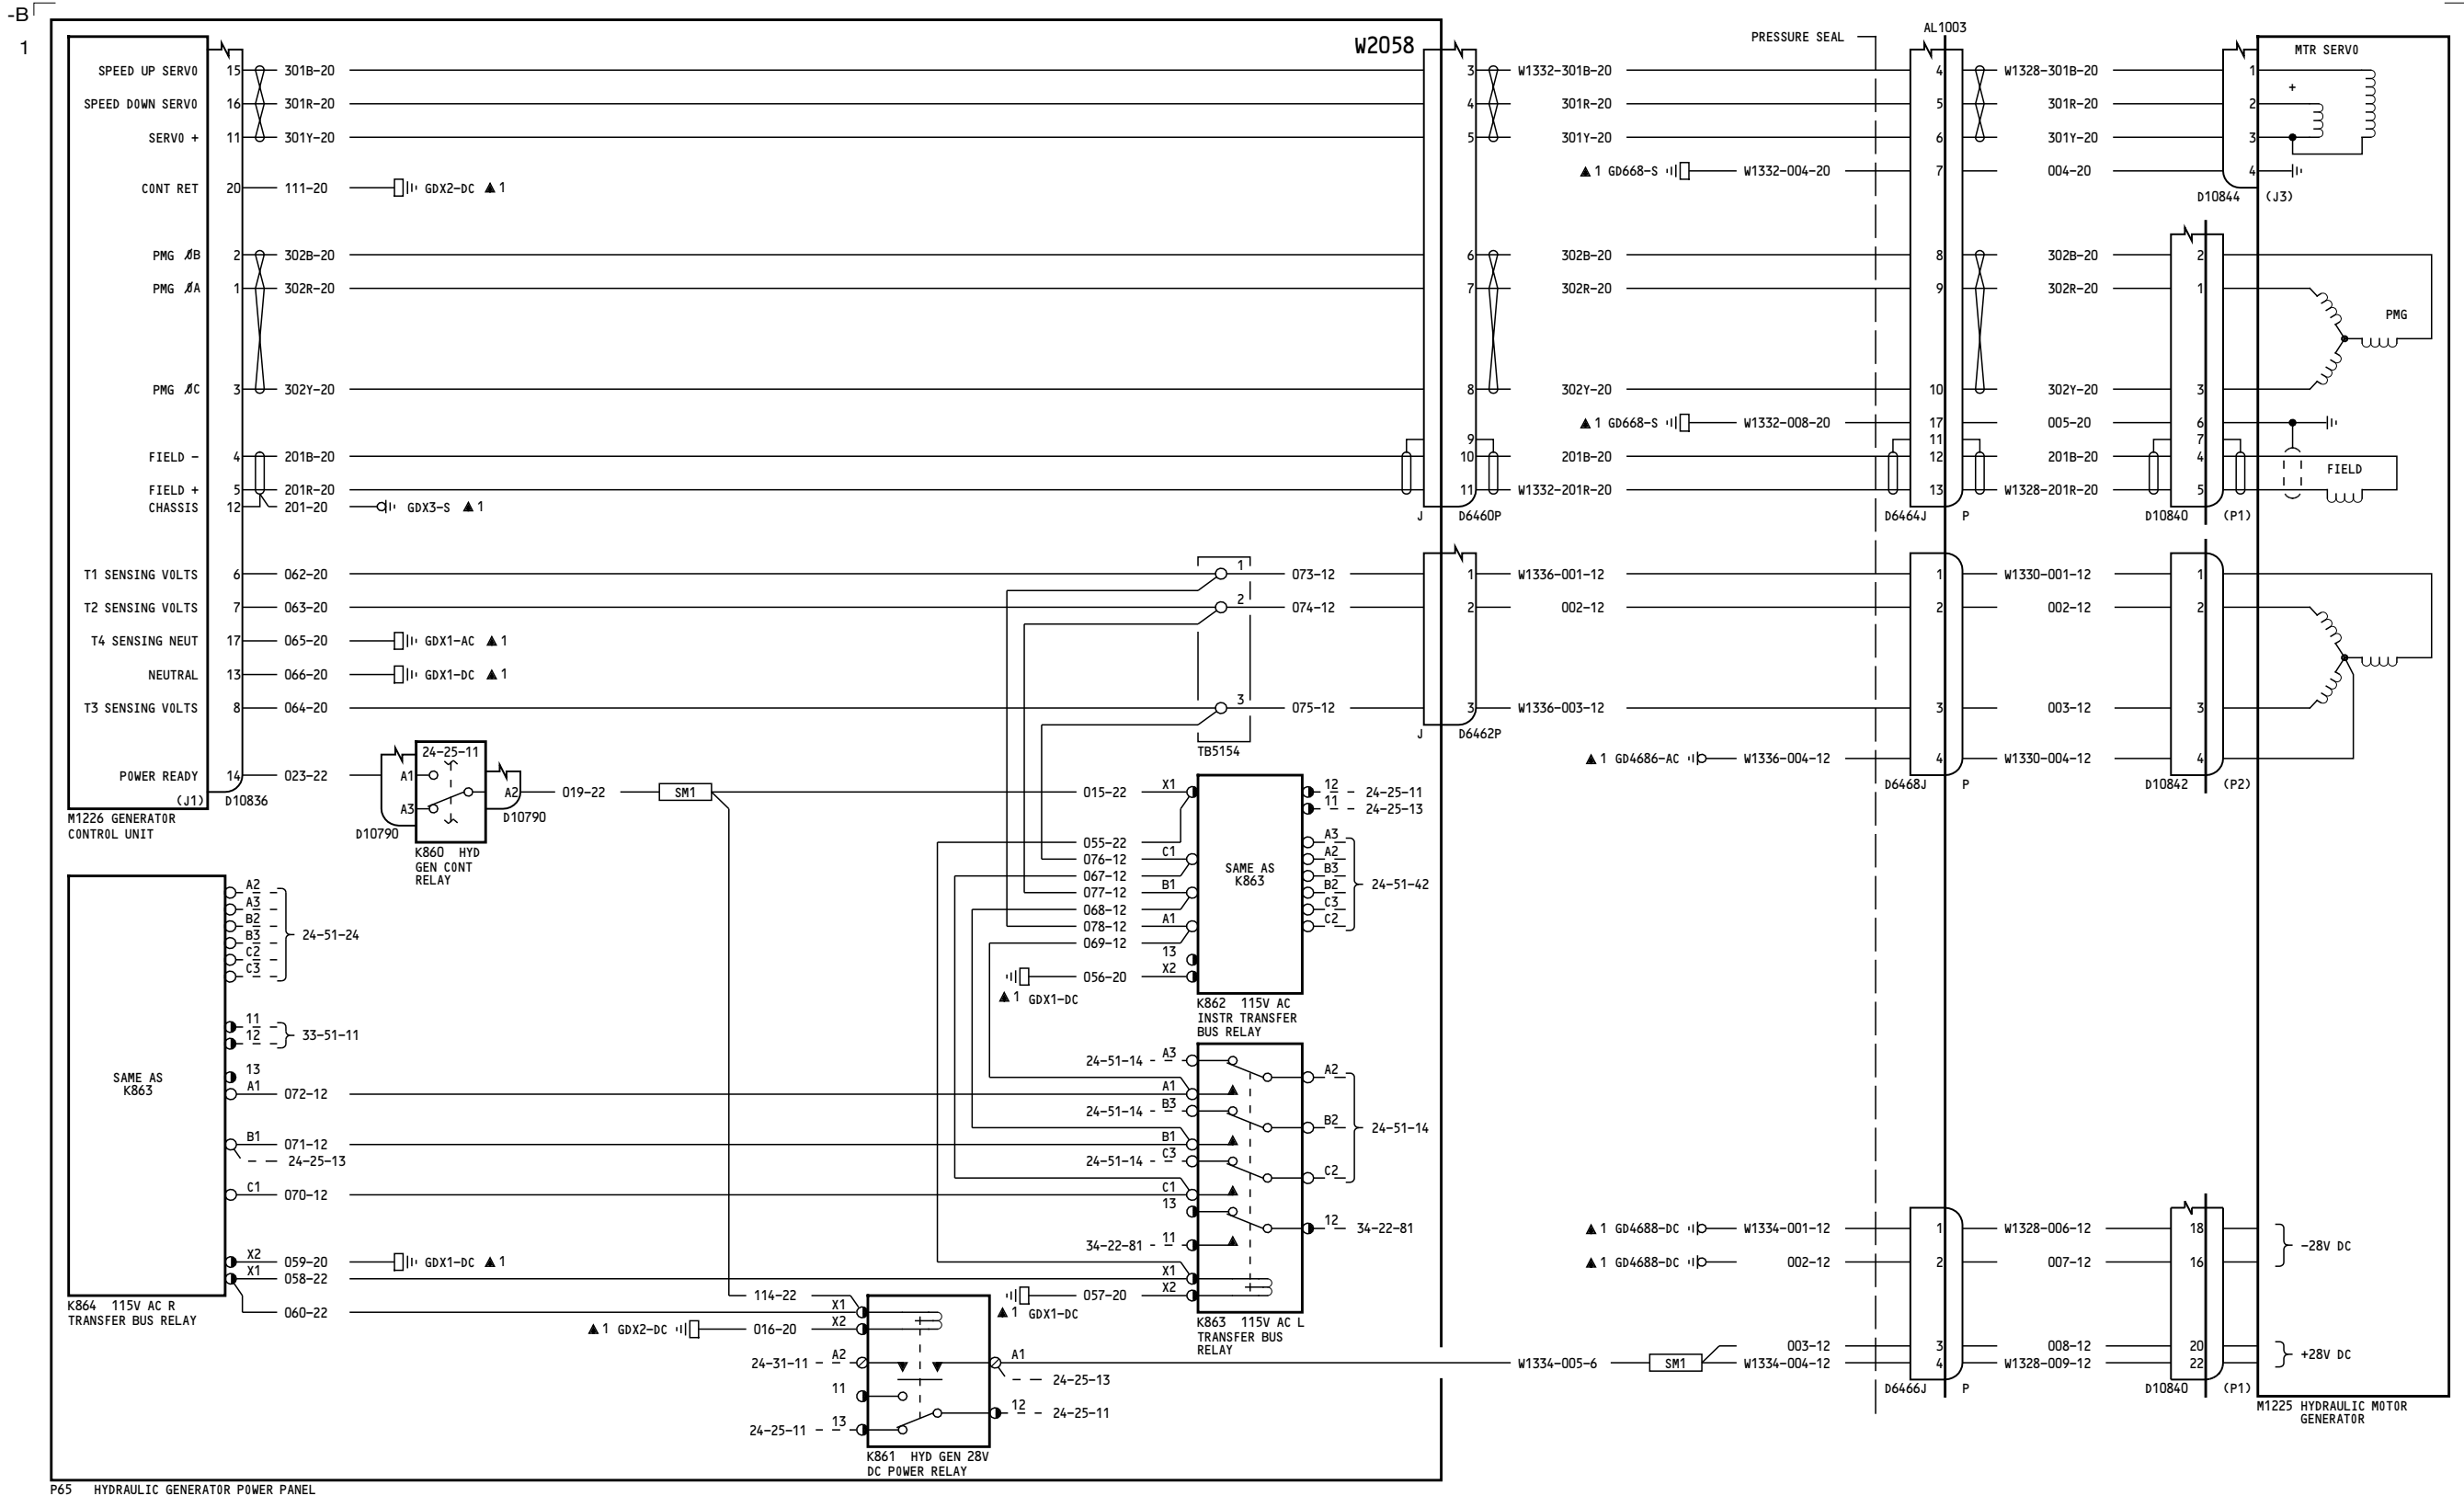 -B
1
W2058
PRESSURE SEAL
AL1003
MTR SERVO
SPEED UP SERVO 15 301B-20 3 W1332-301B-20 4 W1328-301B-20 1
+
SPEED DOWN SERVO 16 301R-20 4 301R-20 5 301R-20 2
SERVO + 11 301Y-20 5 301Y-20 6 301Y-20 3
▲ 1 GD668-S W1332-004-20 7 004-20 4
CONT RET 20 111-20 GDX2-DC ▲ 1
D10844 (J3)
PMG ØB 2 302B-20 6 302B-20 8 302B-20 2
PMG ØA 1 302R-20 7 302R-20 9 302R-20 1
PMG
PMG ØC 3 302Y-20 8 302Y-20 10 302Y-20 3
▲ 1 GD668-S W1332-008-20 17 005-20 6
9 11 7
FIELD - 4 201B-20 10 201B-20 12 201B-20 4
FIELD
FIELD + 5 201R-20 11 W1332-201R-20 13 W1328-201R-20 5
CHASSIS 12 201-20 GDX3-S ▲ 1
J D6460P D6464J P D10840 (P1)
T1 SENSING VOLTS 6 062-20 1 073-12 1 W1336-001-12 1 W1330-001-12 1
T2 SENSING VOLTS 7 063-20 2 074-12 2 002-12 2 002-12 2
T4 SENSING NEUT 17 065-20 GDX1-AC ▲ 1
NEUTRAL 13 066-20 GDX1-DC ▲ 1
T3 SENSING VOLTS 8 064-20 3 075-12 3 W1336-003-12 3 003-12 3
J D6462P
TB5154
▲ 1 GD4686-AC W1336-004-12 4 W1330-004-12 4
D6468J P D10842 (P2)
24-25-11
POWER READY 14 023-22 A1
A3 A2 019-22 SM1 015-22 X1 12 24-25-11
(J1) D10836
11 24-25-13
D10790 D10790
M1226 GENERATOR
CONTROL UNIT
K860 HYD
GEN CONT
RELAY
055-22 A3
076-12 C1 A2
067-12 B3
077-12 B1 B2
068-12 C3
078-12 A1 C2
069-12
24-51-42
SAME AS
K863
13
056-20 X2
▲ 1 GDX1-DC
K862 115V AC
INSTR TRANSFER
BUS RELAY
A2
A3
B2
B3
C2
C3
24-51-24
11
12
33-51-11
13
SAME AS
K863
A1 072-12
B1 071-12
24-25-13
C1 070-12
X2 059-20 GDX1-DC ▲ 1
X1 058-22
060-22
K864 115V AC R
TRANSFER BUS RELAY
24-51-14 A3
A2
A1
24-51-14 B3
B2
24-51-14
B1
24-51-14 C3
C2
C1
13
12 34-22-81
34-22-81 11
X1
057-20 X2
▲ 1 GDX1-DC
K863 115V AC L
TRANSFER BUS
RELAY
114-22 X1
▲ 1 GDX2-DC 016-20 X2
24-31-11 A2 A1
24-25-13
11
12 24-25-11
24-25-11 13
K861 HYD GEN 28V
DC POWER RELAY
▲ 1 GD4688-DC W1334-001-12 1 W1328-006-12 18
-28V DC
▲ 1 GD4688-DC 002-12 2 007-12 16
003-12 3 008-12 20
+28V DC
W1334-005-6 SM1 W1334-004-12 4 W1328-009-12 22
D6466J P D10840 (P1)
M1225 HYDRAULIC MOTOR
GENERATOR
P65 HYDRAULIC GENERATOR POWER PANEL